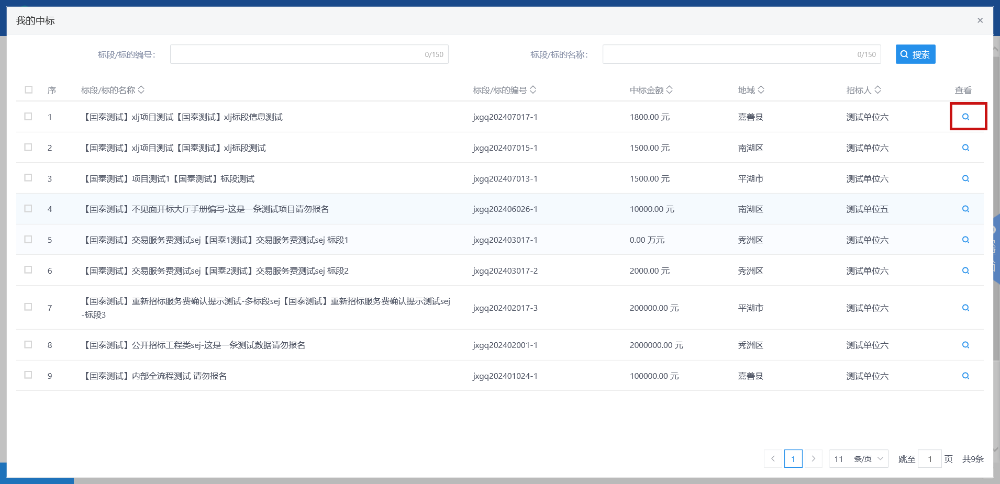 我的中标
标段/标的编号: 0/150 标段/标的名称: 0/150 搜索
序 标段/标的名称 标段/标的编号 中标金额 地域 招标人 查看
1 【国泰测试】xlj项目测试【国泰测试】xlj标段信息测试 jxgq202407017-1 1800.00 元 嘉善县 测试单位六
2 【国泰测试】xlj项目测试【国泰测试】xlj标段测试 jxgq202407015-1 1500.00 元 南湖区 测试单位六
3 【国泰测试】项目测试1【国泰测试】标段测试 jxgq202407013-1 1500.00 元 平湖市 测试单位六
4 【国泰测试】不见面开标大厅手册编写-这是一条测试项目请勿报名 jxgq202406026-1 10000.00 元 南湖区 测试单位五
5 【国泰测试】交易服务费测试sej【国泰1测试】交易服务费测试sej 标段1 jxgq202403017-1 0.00 万元 秀洲区 测试单位六
6 【国泰测试】交易服务费测试sej【国泰2测试】交易服务费测试sej 标段2 jxgq202403017-2 2000.00 元 秀洲区 测试单位六
7 【国泰测试】重新招标服务费确认提示测试-多标段sej【国泰测试】重新招标服务费确认提示测试sej
-标段3 jxgq202402017-3 200000.00 元 平湖市 测试单位六
8 【国泰测试】公开招标工程类sej-这是一条测试数据请勿报名 jxgq202402001-1 2000000.00 元 秀洲区 测试单位六
9 【国泰测试】内部全流程测试 请勿报名 jxgq202401024-1 100000.00 元 嘉善县 测试单位六
1 11 条/页 跳至 1 页 共9条